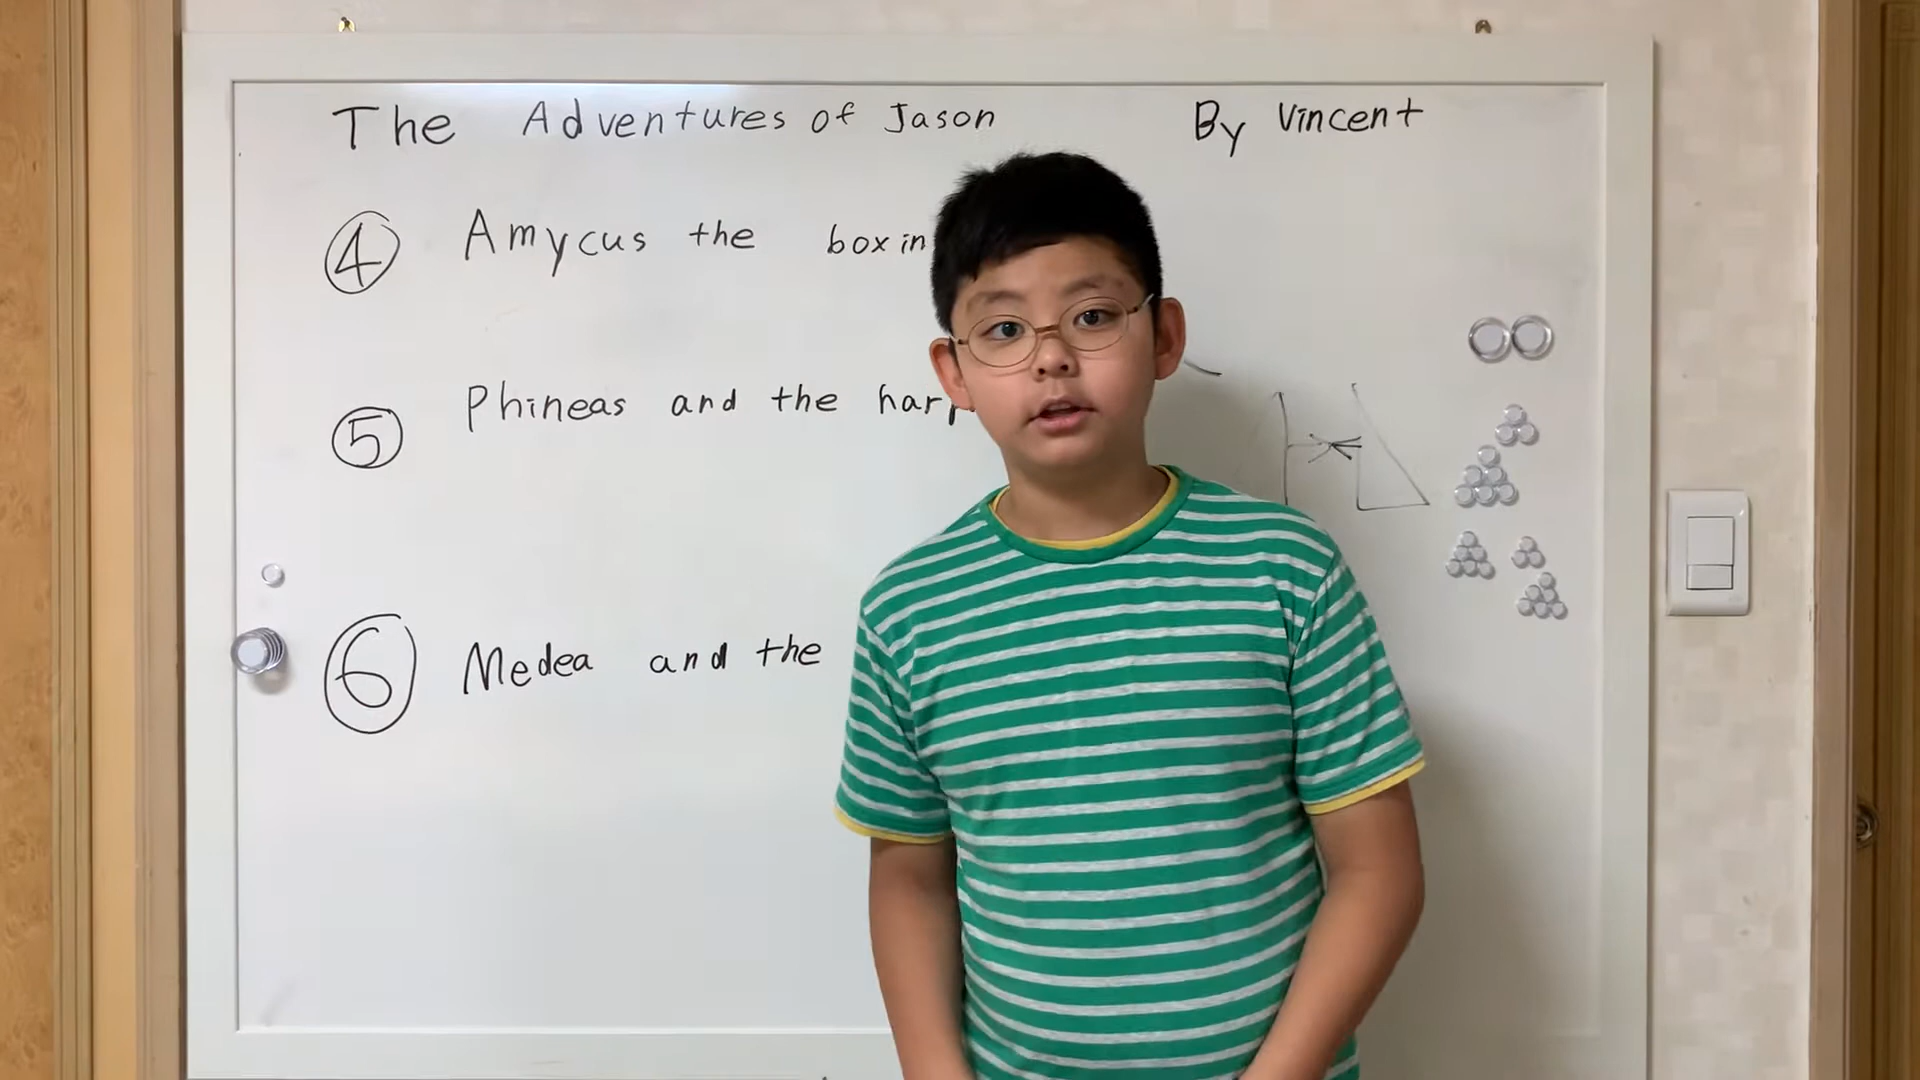 The Adventures of Jason By Vincent
④ Amycus the boxin
⑤ Phineas and the harp
⑥ Medea and the